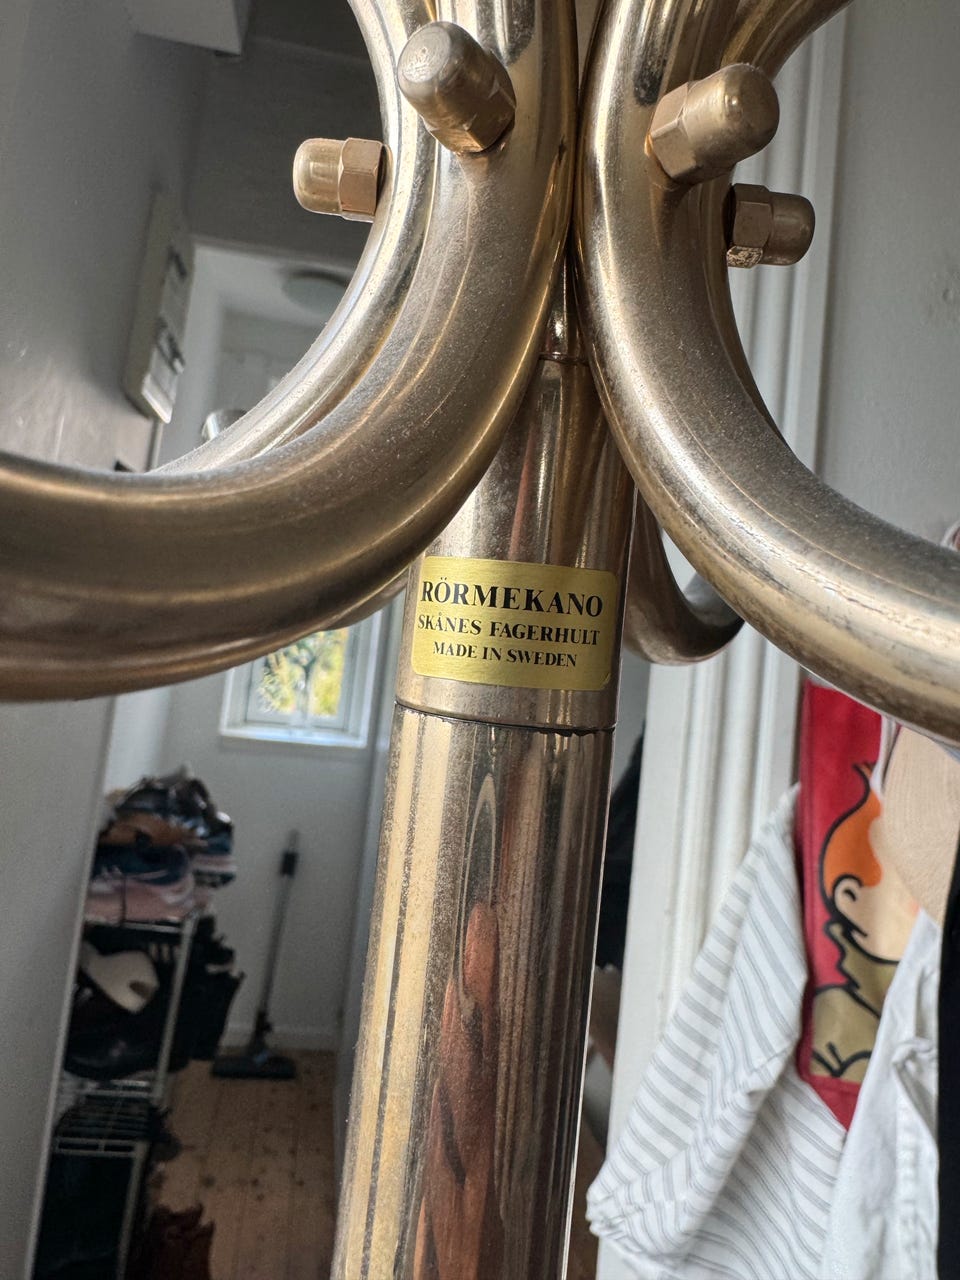 RÖRMEKANO
SKÅNES FAGERHULT
MADE IN SWEDEN